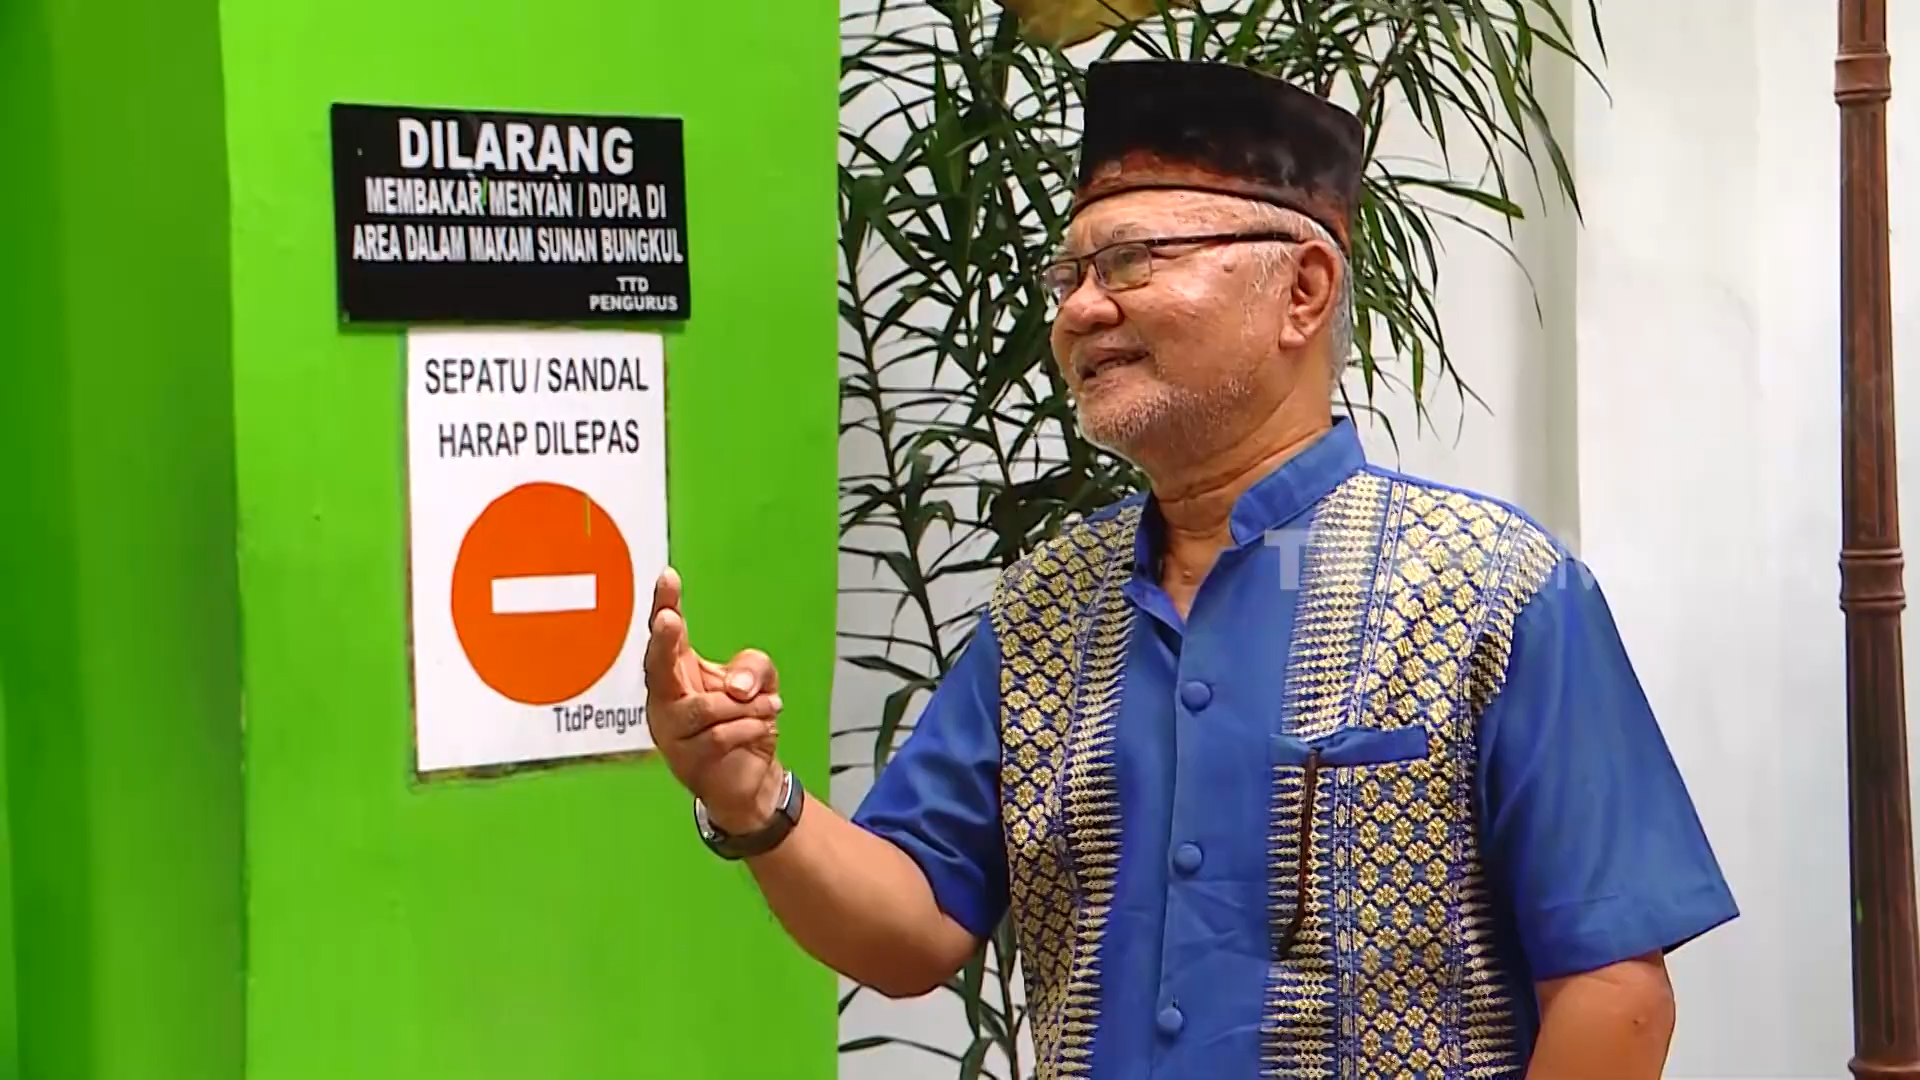 DILARANG
MEMBAKAR MENYAN / DUPA DI
AREA DALAM MAKAM SUNAN BUNGKUL
TTD
PENGURUS
SEPATU / SANDAL
HARAP DILEPAS